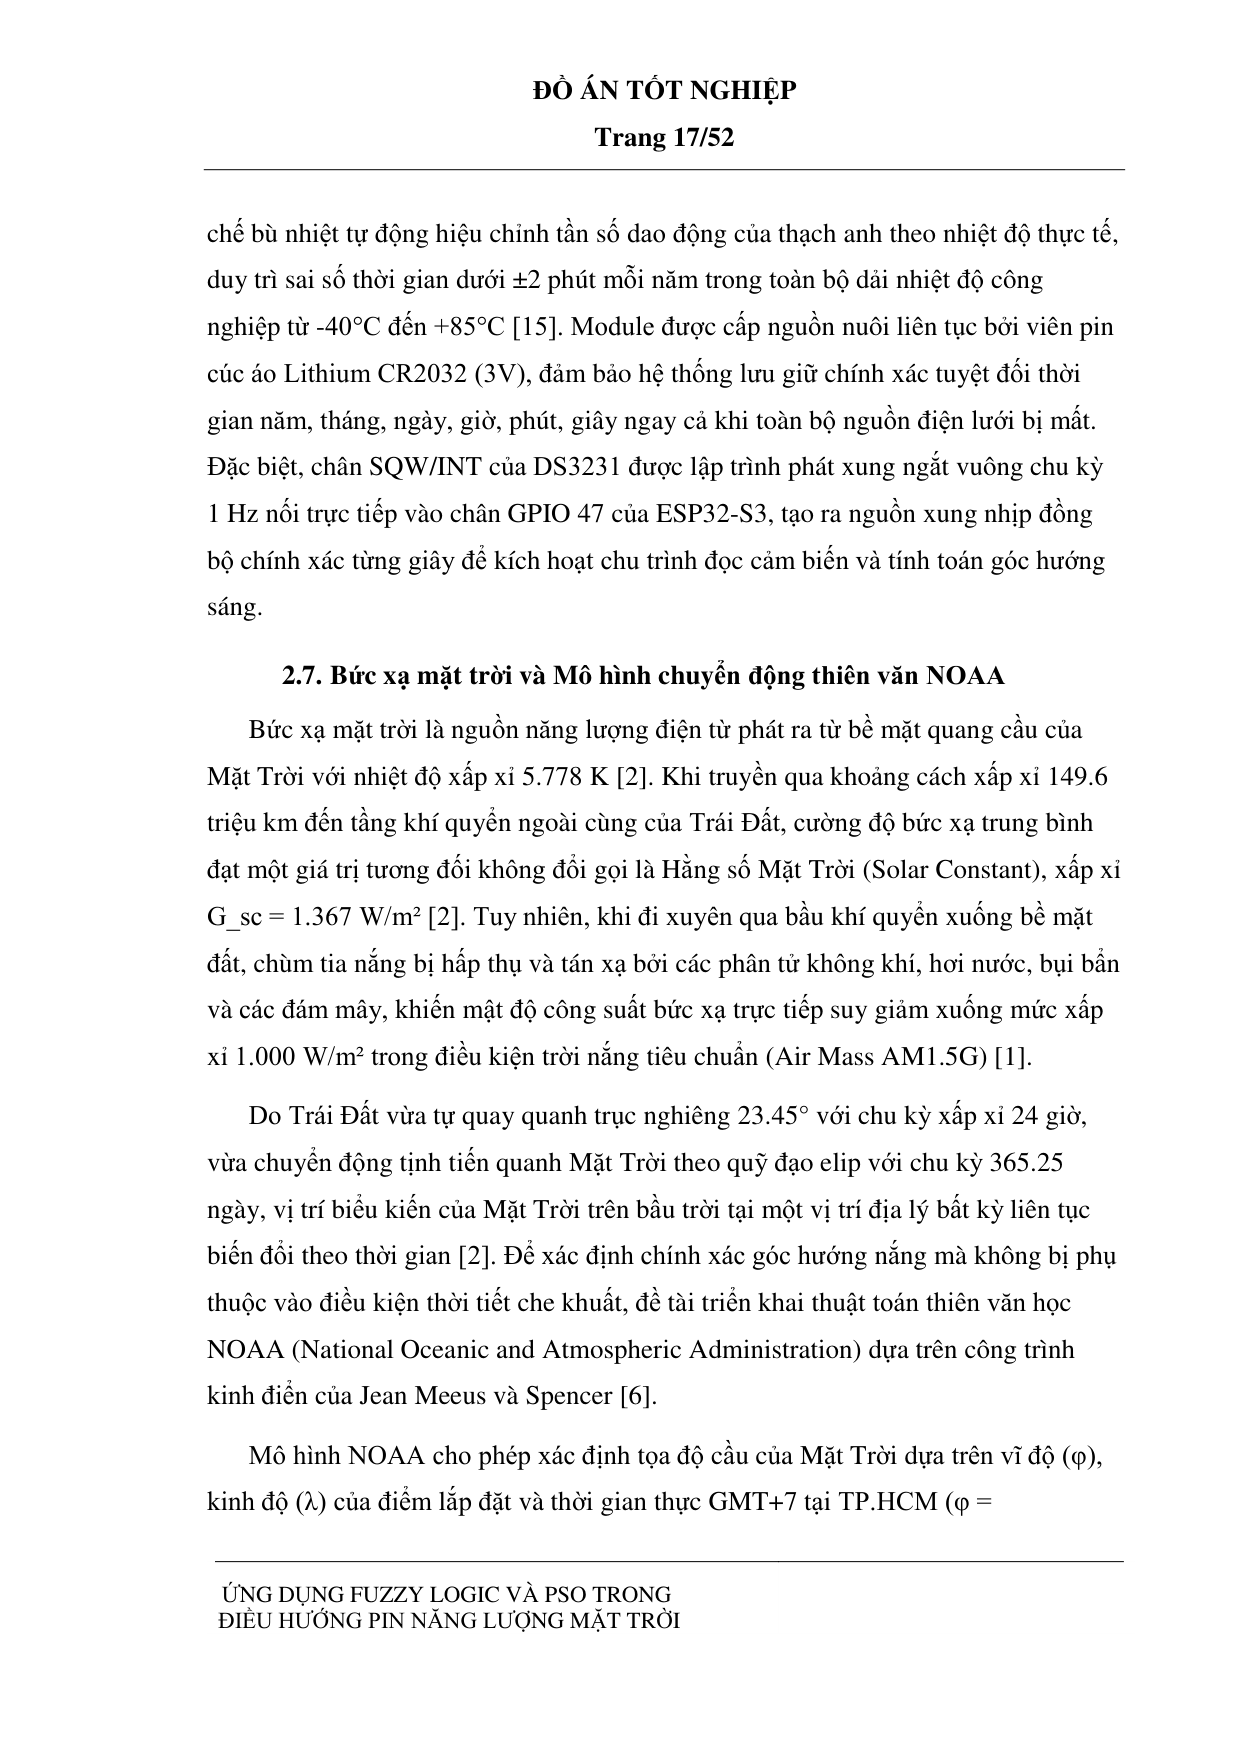 ĐỒ ÁN TỐT NGHIỆP
Trang 17/52
chế bù nhiệt tự động hiệu chỉnh tần số dao động của thạch anh theo nhiệt độ thực tế,
duy trì sai số thời gian dưới ±2 phút mỗi năm trong toàn bộ dải nhiệt độ công
nghiệp từ -40°C đến +85°C [15]. Module được cấp nguồn nuôi liên tục bởi viên pin
cúc áo Lithium CR2032 (3V), đảm bảo hệ thống lưu giữ chính xác tuyệt đối thời
gian năm, tháng, ngày, giờ, phút, giây ngay cả khi toàn bộ nguồn điện lưới bị mất.
Đặc biệt, chân SQW/INT của DS3231 được lập trình phát xung ngắt vuông chu kỳ
1 Hz nối trực tiếp vào chân GPIO 47 của ESP32-S3, tạo ra nguồn xung nhịp đồng
bộ chính xác từng giây để kích hoạt chu trình đọc cảm biến và tính toán góc hướng
sáng.
2.7. Bức xạ mặt trời và Mô hình chuyển động thiên văn NOAA
Bức xạ mặt trời là nguồn năng lượng điện từ phát ra từ bề mặt quang cầu của
Mặt Trời với nhiệt độ xấp xỉ 5.778 K [2]. Khi truyền qua khoảng cách xấp xỉ 149.6
triệu km đến tầng khí quyển ngoài cùng của Trái Đất, cường độ bức xạ trung bình
đạt một giá trị tương đối không đổi gọi là Hằng số Mặt Trời (Solar Constant), xấp xỉ
G_sc = 1.367 W/m² [2]. Tuy nhiên, khi đi xuyên qua bầu khí quyển xuống bề mặt
đất, chùm tia nắng bị hấp thụ và tán xạ bởi các phân tử không khí, hơi nước, bụi bẩn
và các đám mây, khiến mật độ công suất bức xạ trực tiếp suy giảm xuống mức xấp
xỉ 1.000 W/m² trong điều kiện trời nắng tiêu chuẩn (Air Mass AM1.5G) [1].
Do Trái Đất vừa tự quay quanh trục nghiêng 23.45° với chu kỳ xấp xỉ 24 giờ,
vừa chuyển động tịnh tiến quanh Mặt Trời theo quỹ đạo elip với chu kỳ 365.25
ngày, vị trí biểu kiến của Mặt Trời trên bầu trời tại một vị trí địa lý bất kỳ liên tục
biến đổi theo thời gian [2]. Để xác định chính xác góc hướng nắng mà không bị phụ
thuộc vào điều kiện thời tiết che khuất, đề tài triển khai thuật toán thiên văn học
NOAA (National Oceanic and Atmospheric Administration) dựa trên công trình
kinh điển của Jean Meeus và Spencer [6].
Mô hình NOAA cho phép xác định tọa độ cầu của Mặt Trời dựa trên vĩ độ (φ),
kinh độ (λ) của điểm lắp đặt và thời gian thực GMT+7 tại TP.HCM (φ =
ỨNG DỤNG FUZZY LOGIC VÀ PSO TRONG
ĐIỀU HƯỚNG PIN NĂNG LƯỢNG MẶT TRỜI